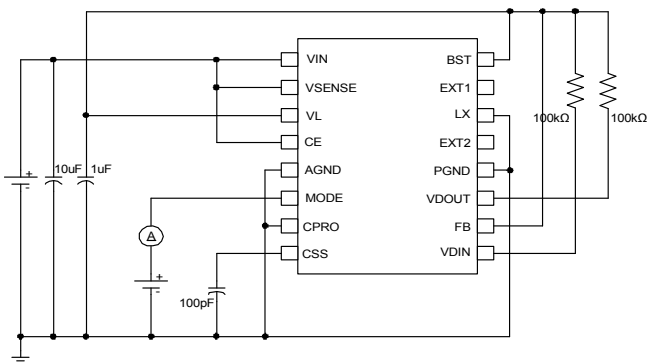 VIN
VSENSE
VL
CE
AGND
MODE
CPRO
CSS
BST
EXT1
LX
EXT2
PGND
VDOUT
FB
VDIN
100kΩ
100kΩ
+
-
10uF
1uF
A
+
-
100pF